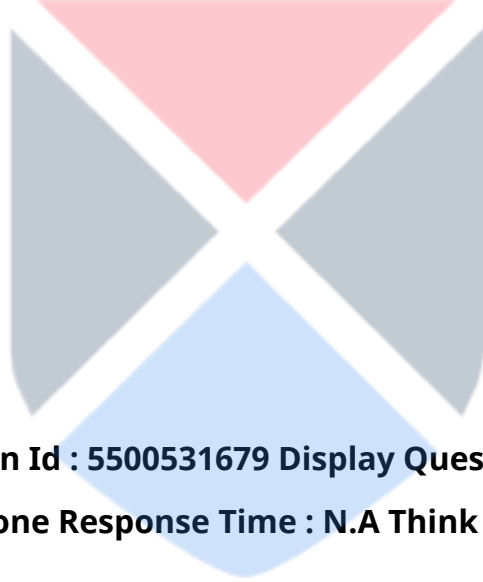 n Id : 5500531679 Display Ques
one Response Time : N.A Think